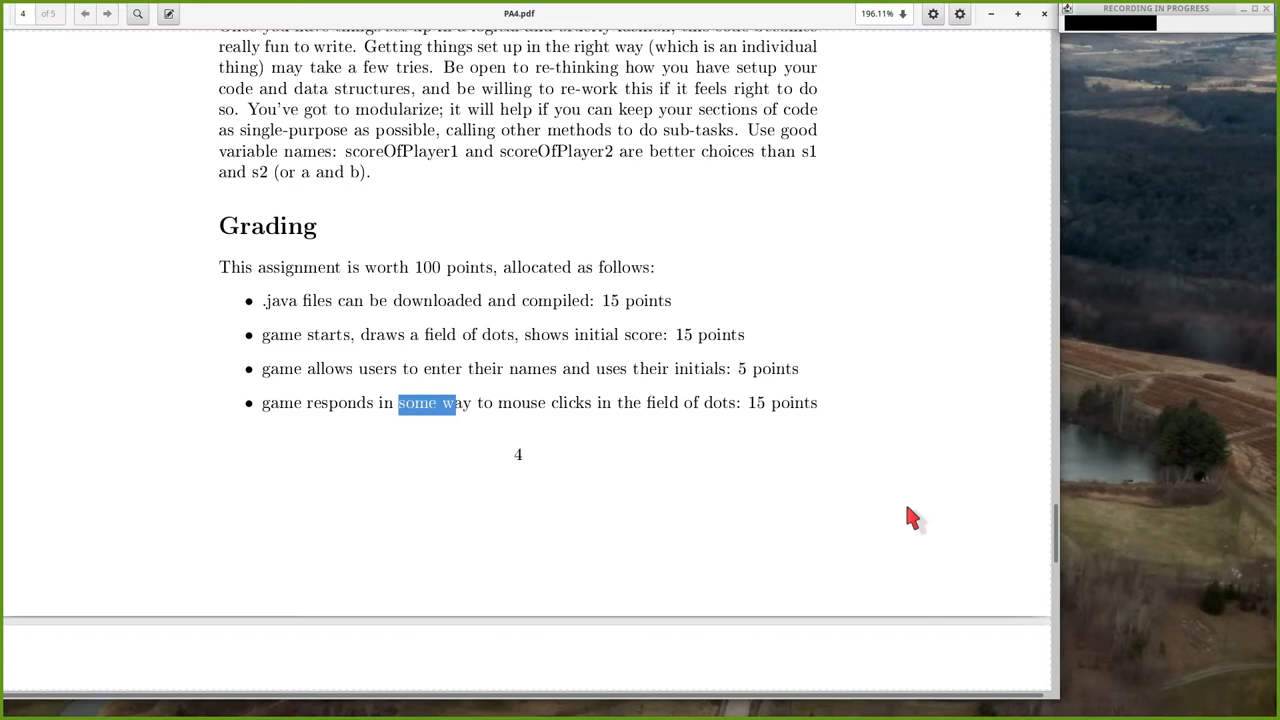 4 of 5 PA4.pdf 196.11% RECORDING IN PROGRESS
really fun to write. Getting things set up in the right way (which is an individual
thing) may take a few tries. Be open to re-thinking how you have setup your
code and data structures, and be willing to re-work this if it feels right to do
so. You've got to modularize; it will help if you can keep your sections of code
as single-purpose as possible, calling other methods to do sub-tasks. Use good
variable names: scoreOfPlayer1 and scoreOfPlayer2 are better choices than s1
and s2 (or a and b).
Grading
This assignment is worth 100 points, allocated as follows:
• .java files can be downloaded and compiled: 15 points
• game starts, draws a field of dots, shows initial score: 15 points
• game allows users to enter their names and uses their initials: 5 points
• game responds in some way to mouse clicks in the field of dots: 15 points
4